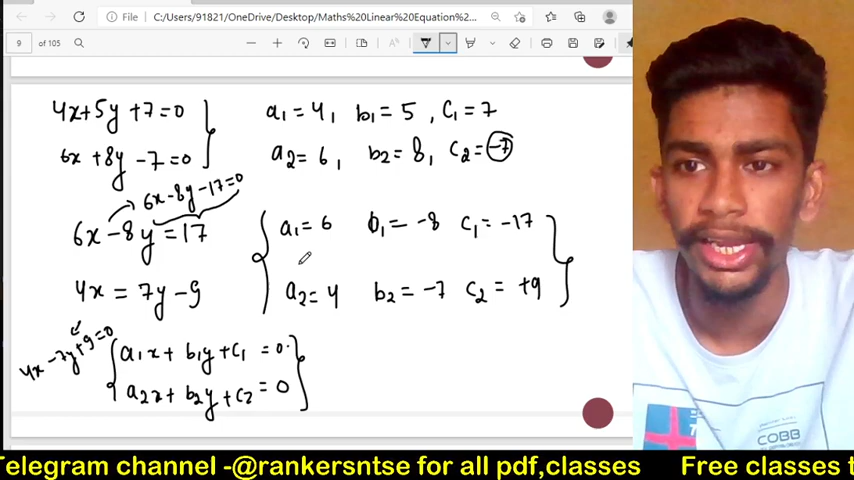 File | C:/Users/91821/OneDrive/Desktop/Maths%20Linear%20Equation%2...
9 of 105
4x+5y+7=0
a1=4, b1=5, c1=7
6x+8y-7=0
a2=6, b2=8, c2=-7
6x-8y-17=0
6x-8y=17
a1=6 b1=-8 c1=-17
4x=7y-9
a2=4 b2=-7 c2=+9
4x-7y+9=0
a1x+b1y+c1=0
a2x+b2y+c2=0
COBB
Telegram channel -@rankersntse for all pdf,classes Free classes t